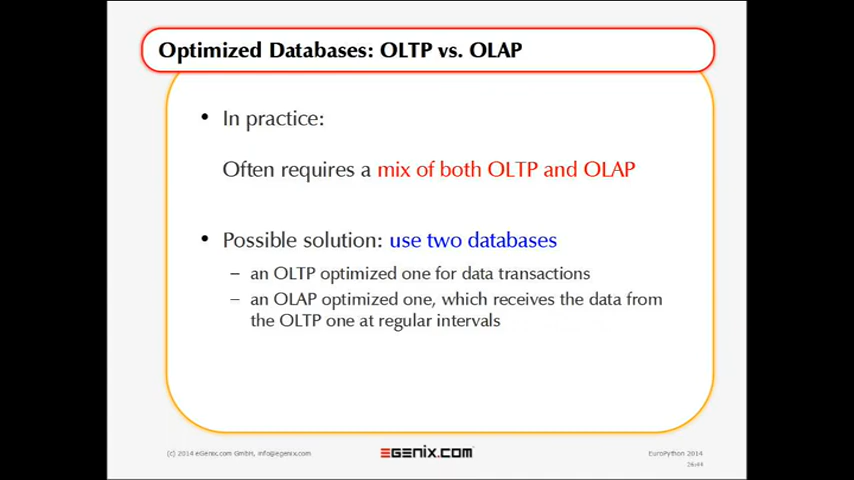 Optimized Databases: OLTP vs. OLAP
• In practice:
Often requires a mix of both OLTP and OLAP
• Possible solution: use two databases
– an OLTP optimized one for data transactions
– an OLAP optimized one, which receives the data from
the OLTP one at regular intervals
(c) 2014 eGenix.com GmbH, info@egenix.com
EGENIX.COM
EuroPython 2014